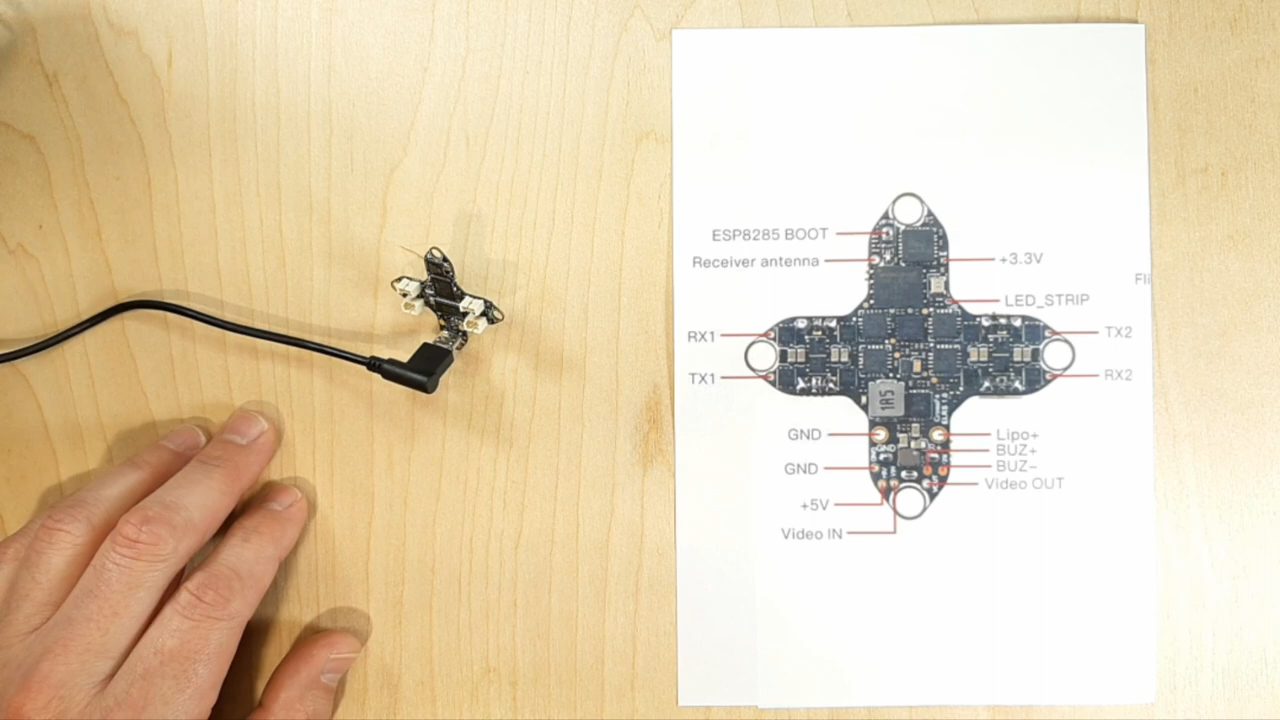 ESP8285 BOOT
Receiver antenna
+3.3V
Fli
LED_STRIP
RX1
TX2
TX1
RX2
1R5
GND
Lipo+
BUZ+
GND
BUZ-
Video OUT
+5V
Video IN